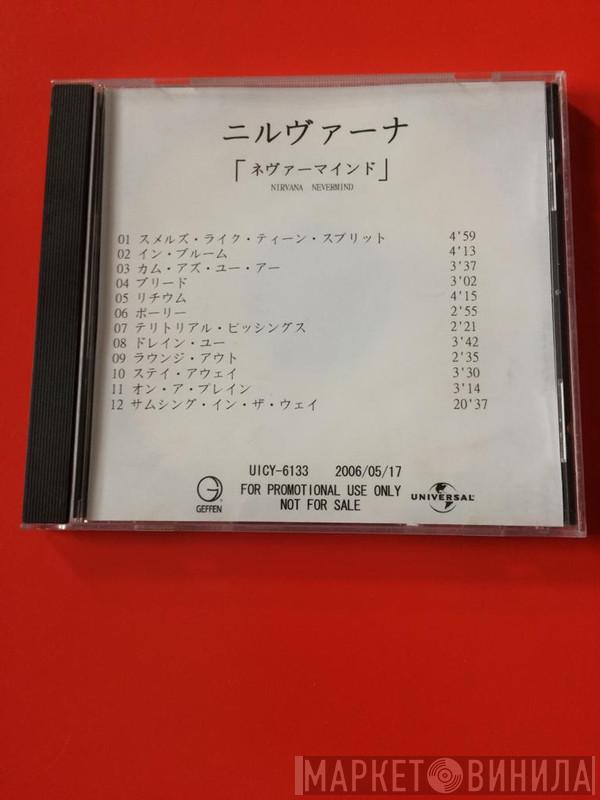 ニルヴァーナ
「ネヴァーマインド」
NIRVANA NEVERMIND
01 スメルズ・ライク・ティーン・スプリット 4'59
02 イン・ブルーム 4'13
03 カム・アズ・ユー・アー 3'37
04 ブリード 3'02
05 リチウム 4'15
06 ポーリー 2'55
07 テリトリアル・ピッシングス 2'21
08 ドレイン・ユー 3'42
09 ラウンジ・アウト 2'35
10 ステイ・アウェイ 3'30
11 オン・ア・プレイン 3'14
12 サムシング・イン・ザ・ウェイ 20'37
UICY-6133 2006/05/17
FOR PROMOTIONAL USE ONLY
NOT FOR SALE
GEFFEN
UNIVERSAL
МАРКЕТ ВИНИЛА